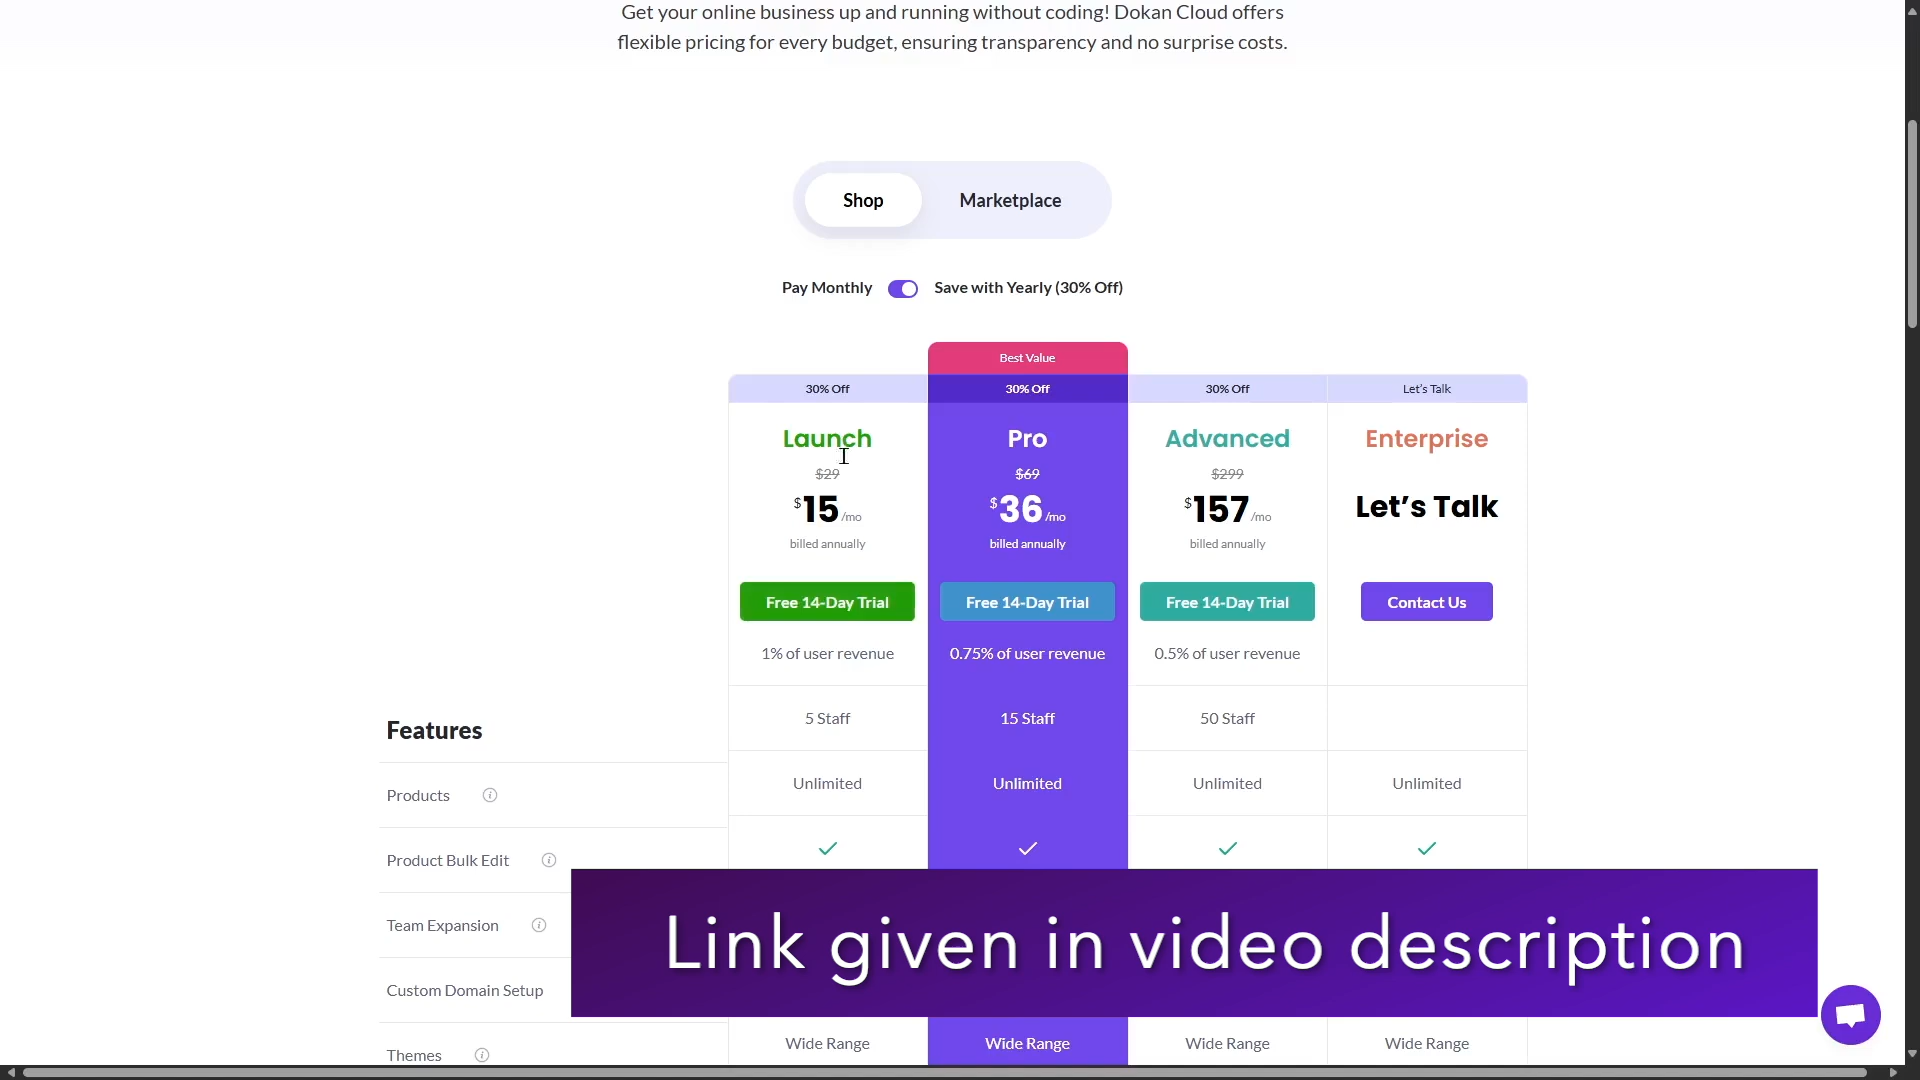 Get your online business up and running without coding! Dokan Cloud offers
flexible pricing for every budget, ensuring transparency and no surprise costs.
Shop
Marketplace
Pay Monthly
Save with Yearly (30% Off)
Best Value
30% Off
30% Off
30% Off
Let's Talk
Launch
Pro
Advanced
Enterprise
$29
$69
$299
$15/mo
$36/mo
$157/mo
Let's Talk
billed annually
billed annually
billed annually
Free 14-Day Trial
Free 14-Day Trial
Free 14-Day Trial
Contact Us
1% of user revenue
0.75% of user revenue
0.5% of user revenue
Features
5 Staff
15 Staff
50 Staff
Products
Unlimited
Unlimited
Unlimited
Unlimited
Product Bulk Edit
Team Expansion
Link given in video description
Custom Domain Setup
Themes
Wide Range
Wide Range
Wide Range
Wide Range